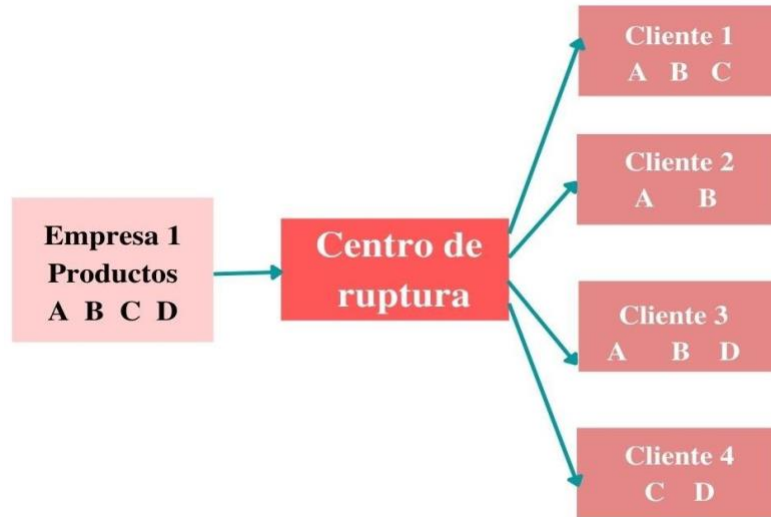 Empresa 1
Productos
A B C D
Centro de
ruptura
Cliente 1
A B C
Cliente 2
A B
Cliente 3
A B D
Cliente 4
C D